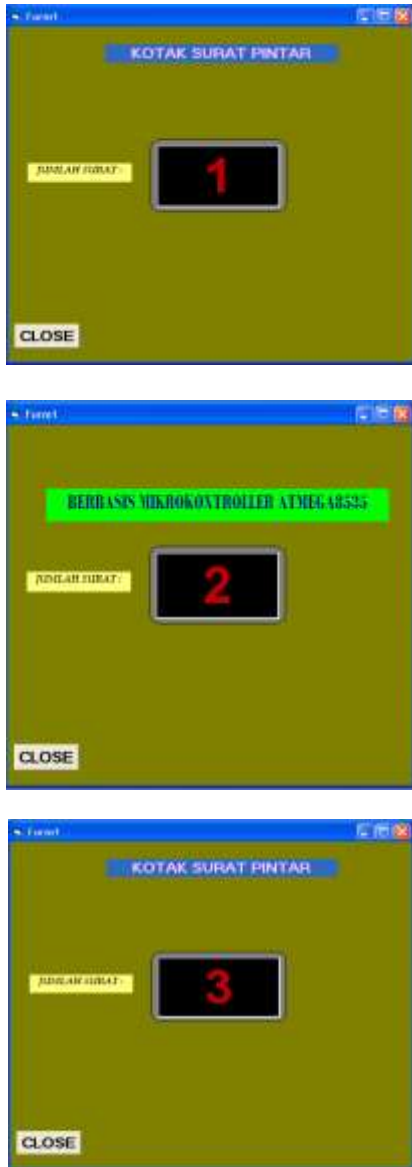 Form1
KOTAK SURAT PINTAR
JUMLAH SURAT :
1
CLOSE
Form1
BERBASIS MIKROKONTROLLER ATMEGA8535
JUMLAH SURAT :
2
CLOSE
Form1
KOTAK SURAT PINTAR
JUMLAH SURAT :
3
CLOSE